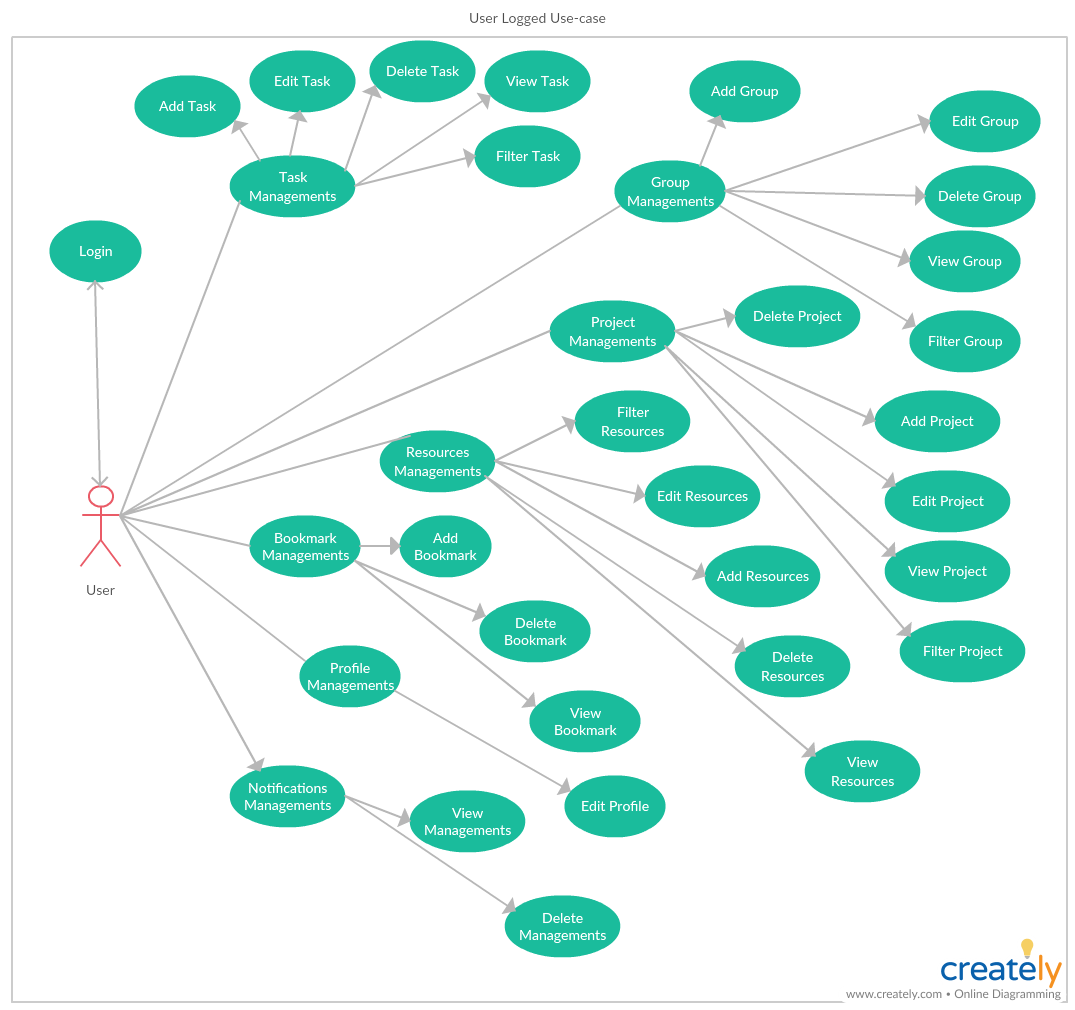 User Logged Use-case
Add Task
Edit Task
Delete Task
View Task
Filter Task
Task
Managements
Add Group
Edit Group
Group
Managements
Delete Group
View Group
Filter Group
Login
Project
Managements
Delete Project
Add Project
Edit Project
View Project
Filter Project
Resources
Managements
Filter
Resources
Edit Resources
Add Resources
Delete
Resources
View
Resources
User
Bookmark
Managements
Add
Bookmark
Delete
Bookmark
View
Bookmark
Profile
Managements
Edit Profile
Notifications
Managements
View
Managements
Delete
Managements
creately
www.creately.com • Online Diagramming